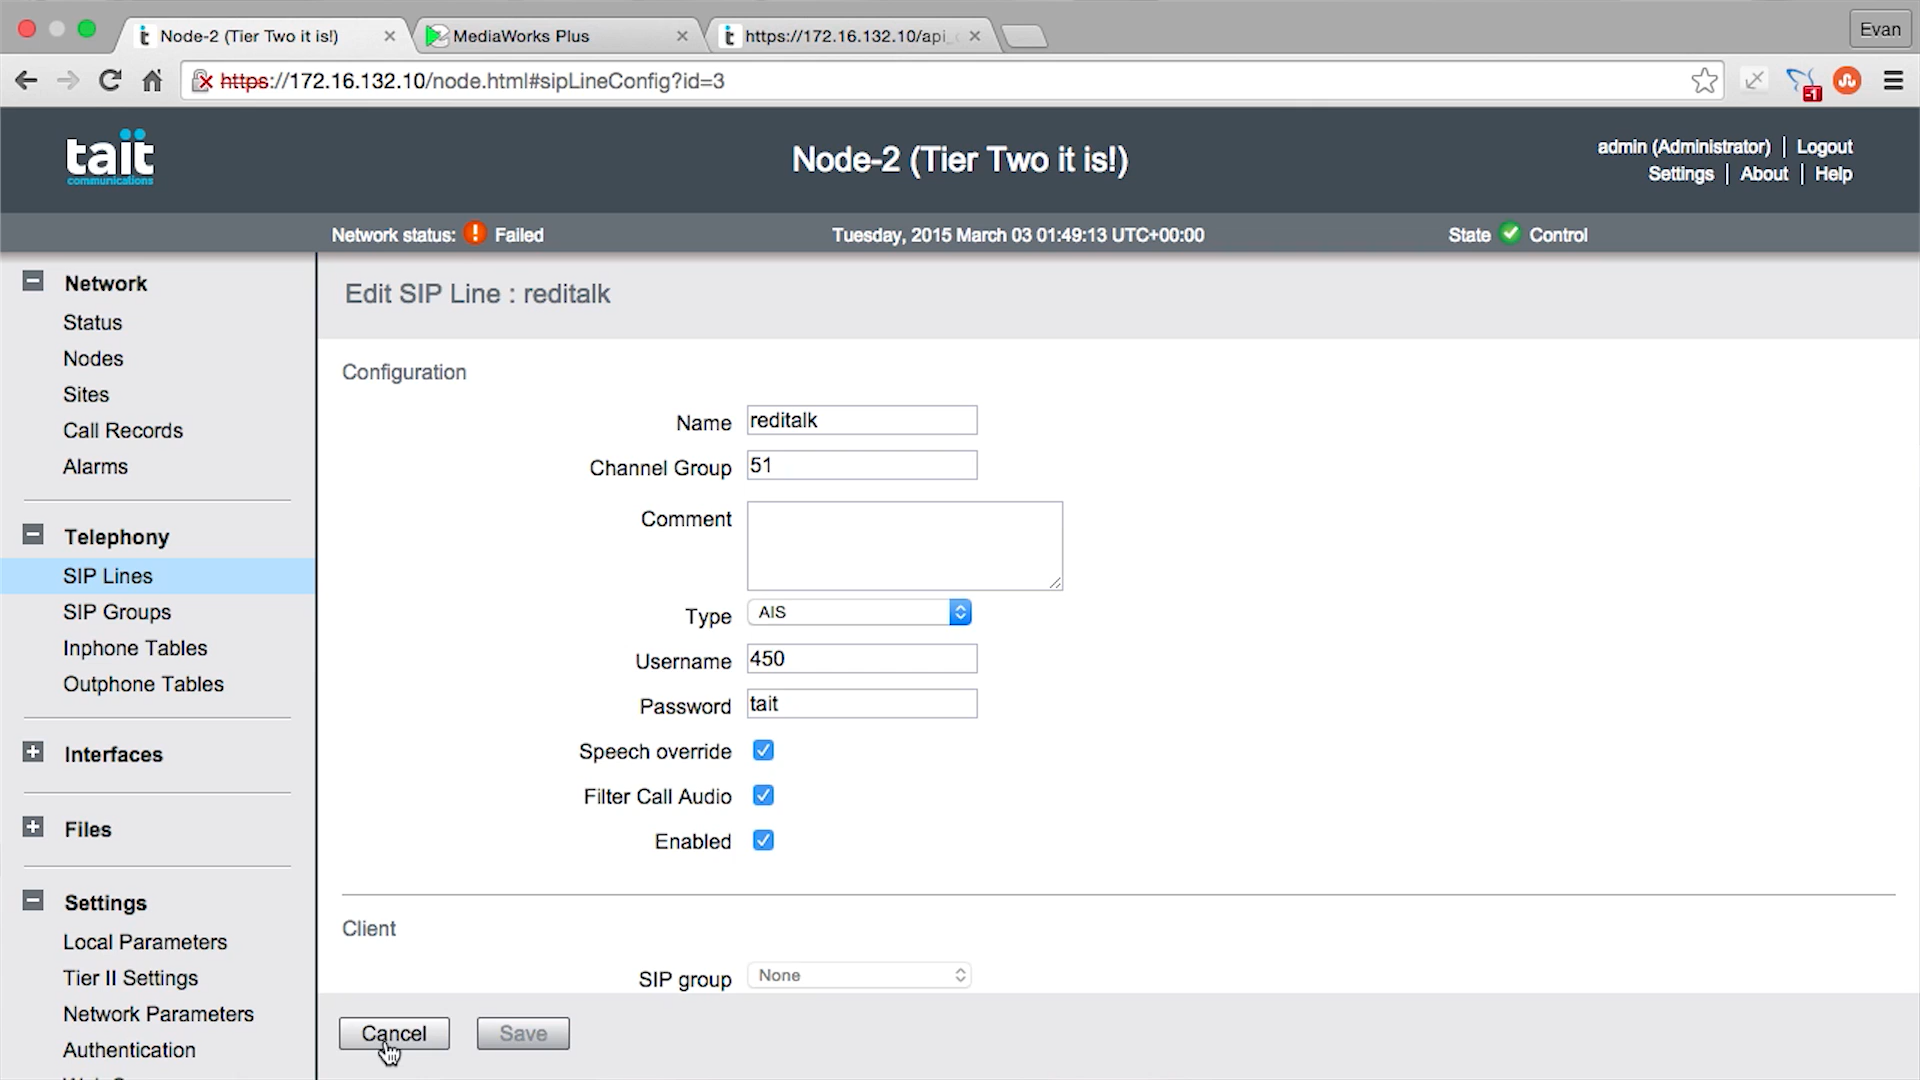 Node-2 (Tier Two it is!)
MediaWorks Plus
https://172.16.132.10/api_
Evan
https://172.16.132.10/node.html#sipLineConfig?id=3
-1
tait
communications
Node-2 (Tier Two it is!)
admin (Administrator) | Logout
Settings | About | Help
Network status: ! Failed
Tuesday, 2015 March 03 01:49:13 UTC+00:00
State Control
Network
Status
Nodes
Sites
Call Records
Alarms
Telephony
SIP Lines
SIP Groups
Inphone Tables
Outphone Tables
Interfaces
Files
Settings
Local Parameters
Tier II Settings
Network Parameters
Authentication
Edit SIP Line : reditalk
Configuration
Name reditalk
Channel Group 51
Comment
Type AIS
Username 450
Password tait
Speech override
Filter Call Audio
Enabled
Client
SIP group None
Cancel Save